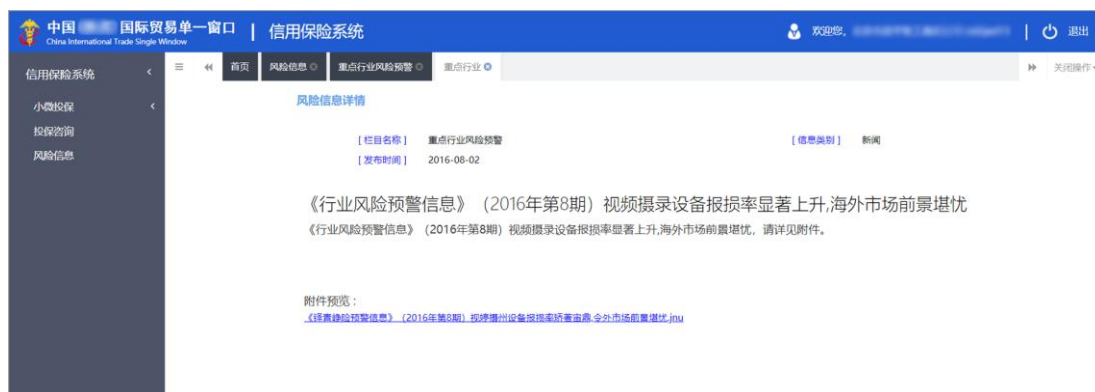 中国 国际贸易单一窗口 | 信用保险系统 欢迎您, | 退出
China International Trade Single Window
信用保险系统 首页 风险信息 重点行业风险预警 重点行业 关闭操作
风险信息详情
小微投保
[栏目名称] 重点行业风险预警 [信息类别] 新闻
投保咨询
[发布时间] 2016-08-02
风险信息
《行业风险预警信息》（2016年第8期）视频摄录设备报损率显著上升,海外市场前景堪忧
《行业风险预警信息》（2016年第8期）视频摄录设备报损率显著上升,海外市场前景堪忧，请详见附件。
附件预览：
（2016年第8期）